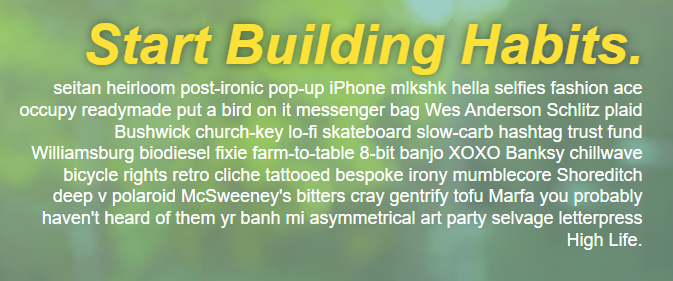 Start Building Habits.
seitan heirloom post-ironic pop-up iPhone mlkshk hella selfies fashion ace
occupy readymade put a bird on it messenger bag Wes Anderson Schlitz plaid
Bushwick church-key lo-fi skateboard slow-carb hashtag trust fund
Williamsburg biodiesel fixie farm-to-table 8-bit banjo XOXO Banksy chillwave
bicycle rights retro cliche tattooed bespoke irony mumblecore Shoreditch
deep v polaroid McSweeney's bitters cray gentrify tofu Marfa you probably
haven't heard of them yr banh mi asymmetrical art party selvage letterpress
High Life.